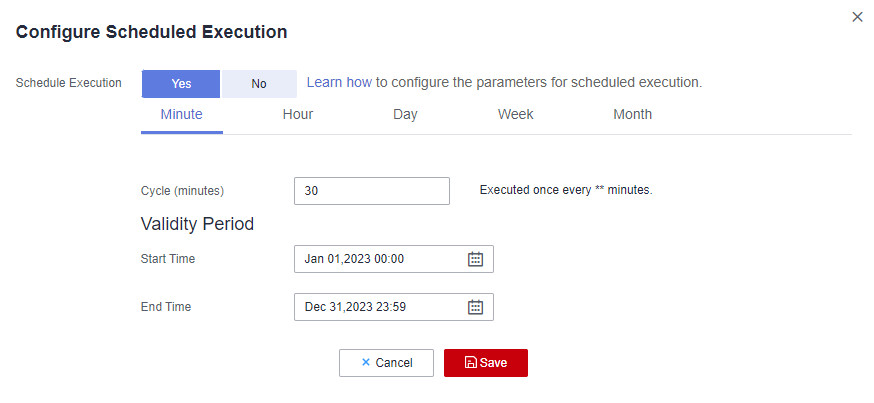 Configure Scheduled Execution
Schedule Execution Yes No Learn how to configure the parameters for scheduled execution.
Minute Hour Day Week Month
Cycle (minutes) 30 Executed once every ** minutes.
Validity Period
Start Time Jan 01,2023 00:00
End Time Dec 31,2023 23:59
Cancel Save